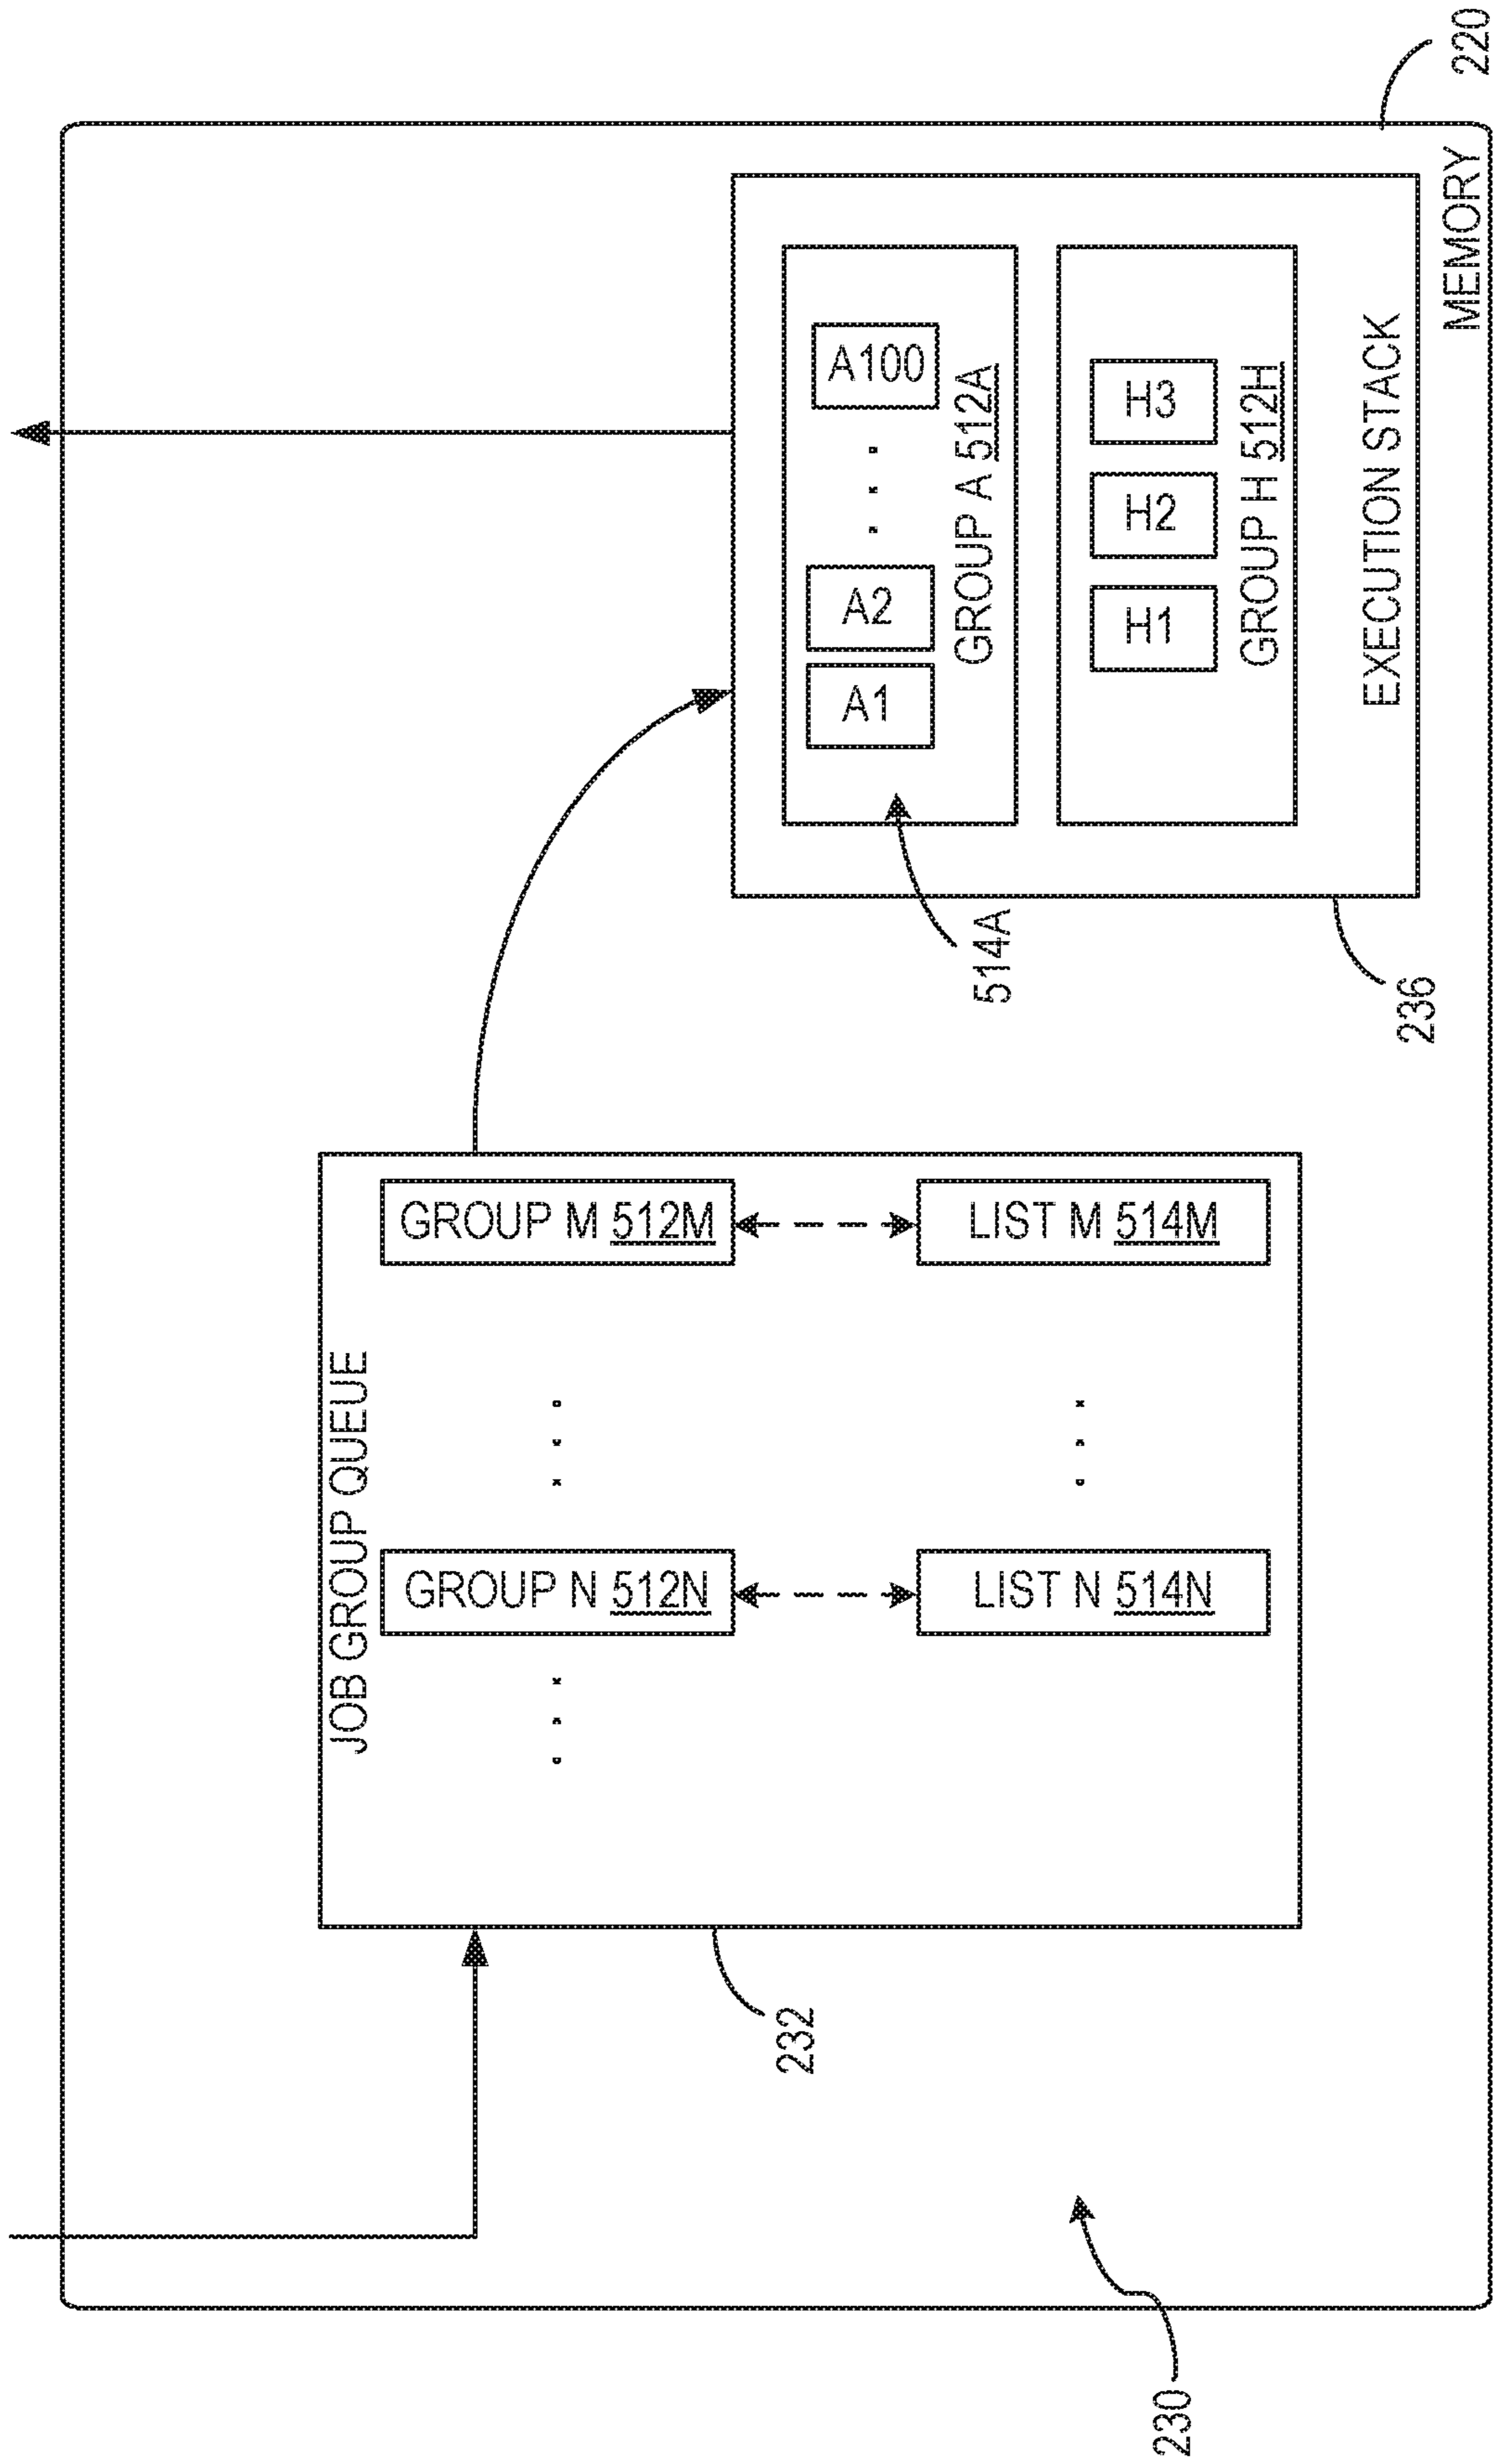 JOB GROUP QUEUE
GROUP N 512N
GROUP M 512M
LIST N 514N
LIST M 514M
232
230
514A
A1
A2
A100
GROUP A 512A
H1
H2
H3
GROUP H 512H
EXECUTION STACK
236
MEMORY
220